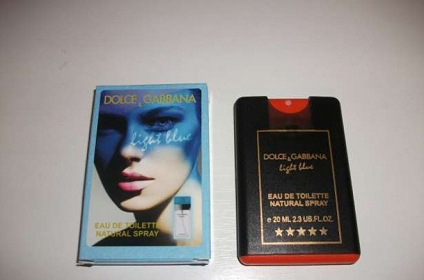 DOLCE & GABBANA
light blue
EAU DE TOILETTE
NATURAL SPRAY
DOLCE & GABBANA
light blue
EAU DE TOILETTE
NATURAL SPRAY
e 20 ML 2.3 UB.FL.OZ.